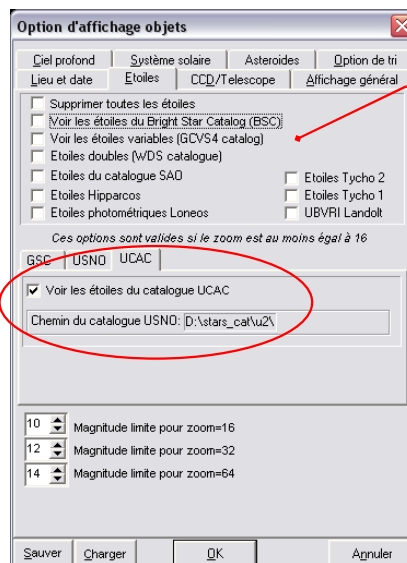 Option d'affichage objets
Ciel profond Système solaire Asteroides Option de tri
Lieu et date Etoiles CCD/Telescope Affichage général
Supprimer toutes les étoiles
Voir les étoiles du Bright Star Catalog (BSC)
Voir les étoiles variables (GCVS4 catalog)
Etoiles doubles (WDS catalogue)
Etoiles du catalogue SAO Etoiles Tycho 2
Etoiles Hipparcos Etoiles Tycho 1
Etoiles photométriques Loneos UBVRI Landolt
Ces options sont valides si le zoom est au moins égal à 16
GSC USNO UCAC
Voir les étoiles du catalogue UCAC
Chemin du catalogue USNO: D:\stars_cat\u2\
10 Magnitude limite pour zoom=16
12 Magnitude limite pour zoom=32
14 Magnitude limite pour zoom=64
Sauver Charger OK Annuler